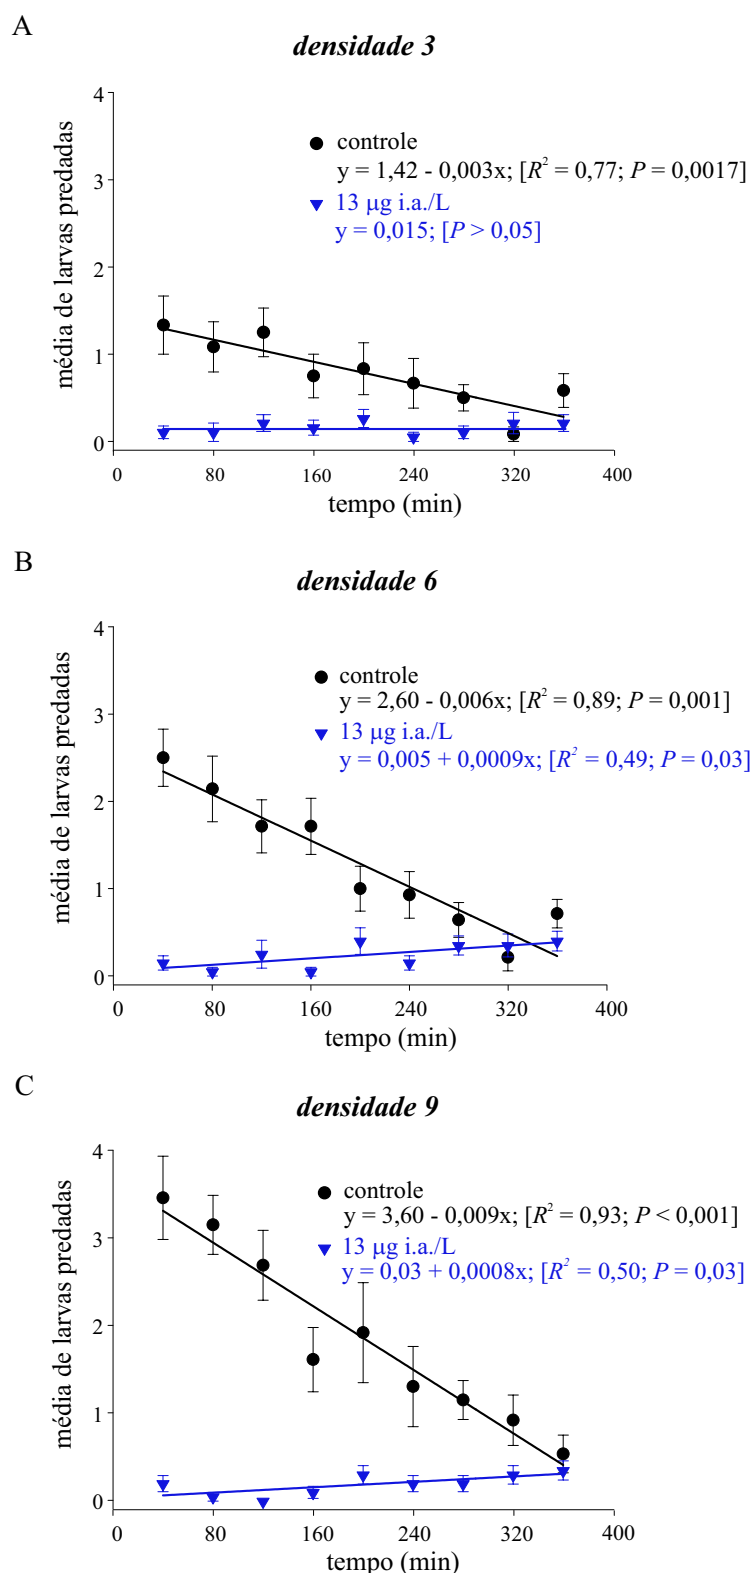 A
densidade 3
média de larvas predadas
4
3
2
1
0
controle
y = 1,42 - 0,003x; [R² = 0,77; P = 0,0017]
13 µg i.a./L
y = 0,015; [P > 0,05]
0 80 160 240 320 400
tempo (min)
B
densidade 6
média de larvas predadas
4
3
2
1
0
controle
y = 2,60 - 0,006x; [R² = 0,89; P = 0,001]
13 µg i.a./L
y = 0,005 + 0,0009x; [R² = 0,49; P = 0,03]
0 80 160 240 320 400
tempo (min)
C
densidade 9
média de larvas predadas
4
3
2
1
0
controle
y = 3,60 - 0,009x; [R² = 0,93; P < 0,001]
13 µg i.a./L
y = 0,03 + 0,0008x; [R² = 0,50; P = 0,03]
0 80 160 240 320 400
tempo (min)